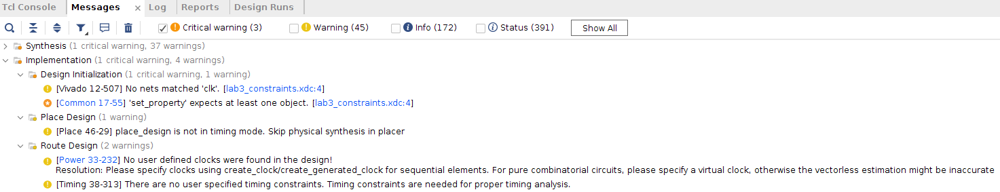 Tcl Console Messages Log Reports Design Runs
Critical warning (3) Warning (45) Info (172) Status (391) Show All
Synthesis (1 critical warning, 37 warnings)
Implementation (1 critical warning, 4 warnings)
Design Initialization (1 critical warning, 1 warning)
[Vivado 12-507] No nets matched 'clk'. [lab3_constraints.xdc:4]
[Common 17-55] 'set_property' expects at least one object. [lab3_constraints.xdc:4]
Place Design (1 warning)
[Place 46-29] place_design is not in timing mode. Skip physical synthesis in placer
Route Design (2 warnings)
[Power 33-232] No user defined clocks were found in the design!
Resolution: Please specify clocks using create_clock/create_generated_clock for sequential elements. For pure combinatorial circuits, please specify a virtual clock, otherwise the vectorless estimation might be inaccurate
[Timing 38-313] There are no user specified timing constraints. Timing constraints are needed for proper timing analysis.